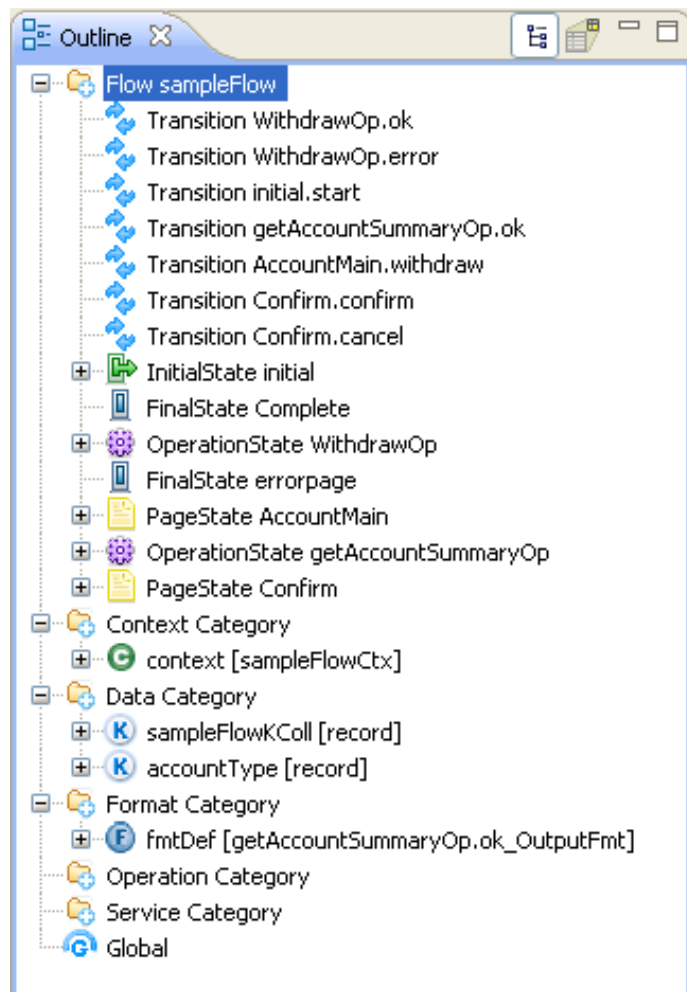 Outline
Flow sampleFlow
Transition WithdrawOp.ok
Transition WithdrawOp.error
Transition initial.start
Transition getAccountSummaryOp.ok
Transition AccountMain.withdraw
Transition Confirm.confirm
Transition Confirm.cancel
InitialState initial
FinalState Complete
OperationState WithdrawOp
FinalState errorpage
PageState AccountMain
OperationState getAccountSummaryOp
PageState Confirm
Context Category
C context [sampleFlowCtx]
Data Category
K sampleFlowKColl [record]
K accountType [record]
Format Category
F fmtDef [getAccountSummaryOp.ok_OutputFmt]
Operation Category
Service Category
G Global